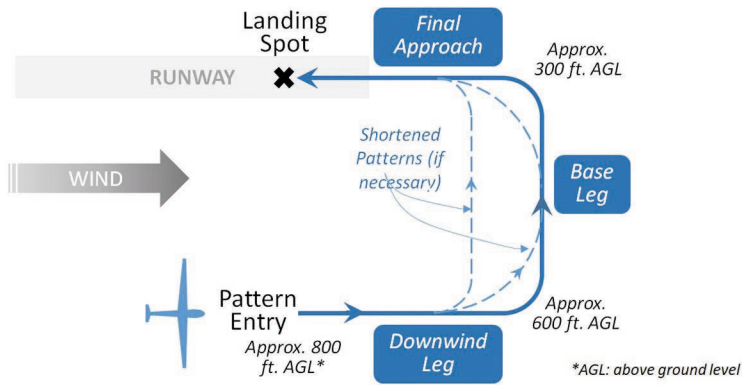 Landing
Spot
Final
Approach
Approx.
300 ft. AGL
RUNWAY
Shortened
Patterns (if
necessary)
WIND
Base
Leg
Pattern
Entry
Approx. 800
ft. AGL*
Downwind
Leg
Approx.
600 ft. AGL
*AGL: above ground level